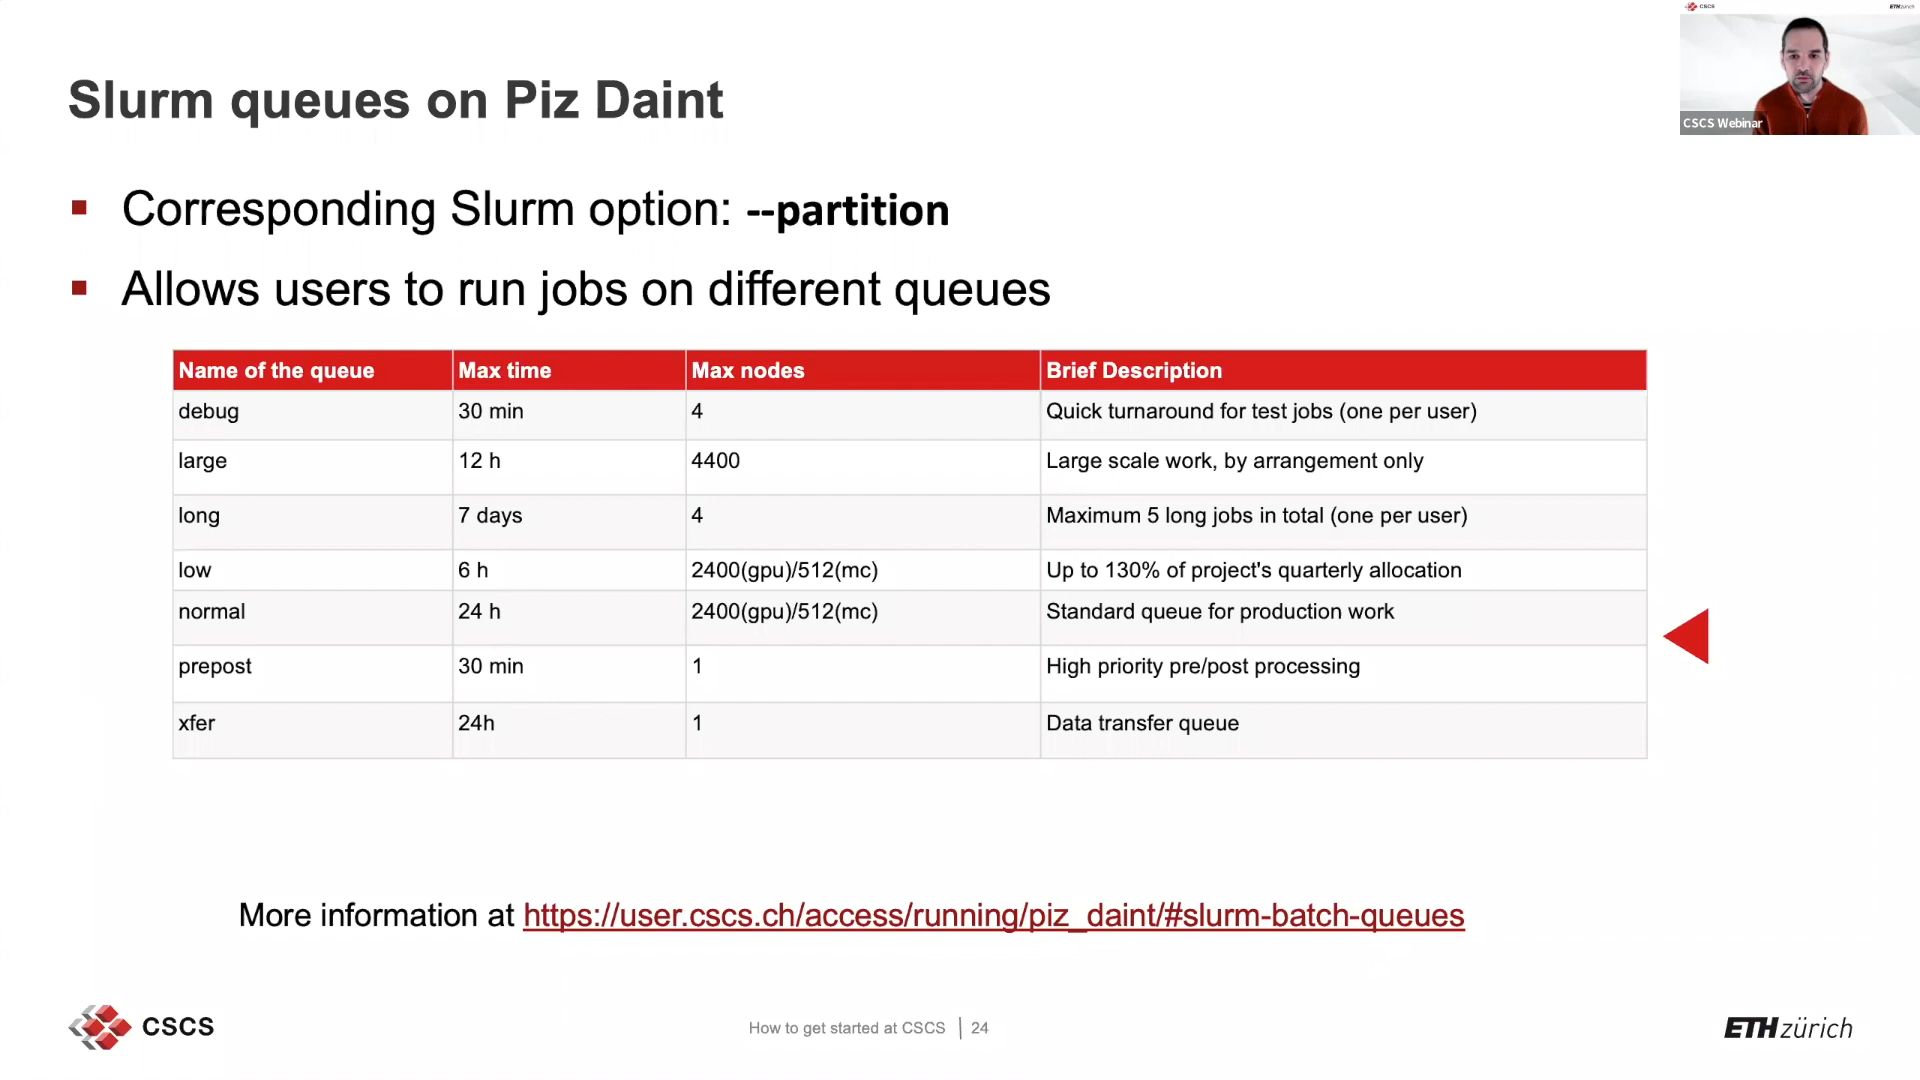 CSCS
ETHzürich
CSCS Webinar
Slurm queues on Piz Daint
Corresponding Slurm option: --partition
Allows users to run jobs on different queues
Name of the queue Max time Max nodes Brief Description
debug 30 min 4 Quick turnaround for test jobs (one per user)
large 12 h 4400 Large scale work, by arrangement only
long 7 days 4 Maximum 5 long jobs in total (one per user)
low 6 h 2400(gpu)/512(mc) Up to 130% of project's quarterly allocation
normal 24 h 2400(gpu)/512(mc) Standard queue for production work
prepost 30 min 1 High priority pre/post processing
xfer 24h 1 Data transfer queue
More information at https://user.cscs.ch/access/running/piz_daint/#slurm-batch-queues
CSCS
How to get started at CSCS | 24
ETHzürich